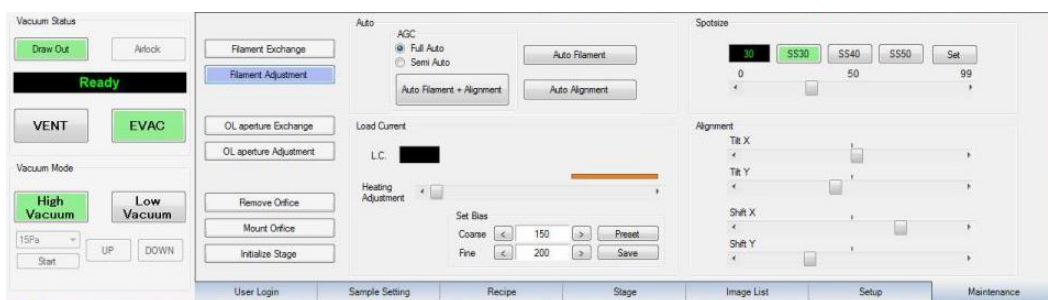 Vacuum Status
Draw Out Airlock
Ready
VENT EVAC
Vacuum Mode
High Vacuum
Low Vacuum
15Pa
UP DOWN
Start
Filament Exchange
Filament Adjustment
OL aperture Exchange
OL aperture Adjustment
Remove Orifice
Mount Orifice
Initialize Stage
Auto
AGC
Full Auto
Semi Auto
Auto Filament + Alignment
Auto Filament
Auto Alignment
Load Current
L.C.
Heating
Adjustment
Set Bias
Coarse < 150 > Preset
Fine < 200 > Save
Spotsize
30 SS30 SS40 SS50 Set
0 50 99
Alignment
Tilt X
Tilt Y
Shift X
Shift Y
User Login Sample Setting Recipe Stage Image List Setup Maintenance